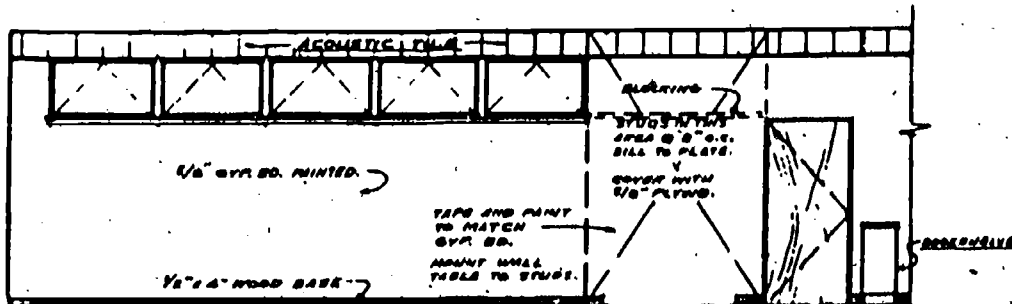 ACOUSTIC TILE
BLOCKING
STUDS IN THIS
AREA @ 8" O.C.
SILL TO PLATE.
COVER WITH
5/8" PLYWD.
5/8" GYP. BD. PAINTED.
TAPE AND PAINT
TO MATCH
GYP. BD.
MOUNT WALL
TABLE TO STUDS.
1/2" x 4" WOOD BASE
BOOKSHELVE